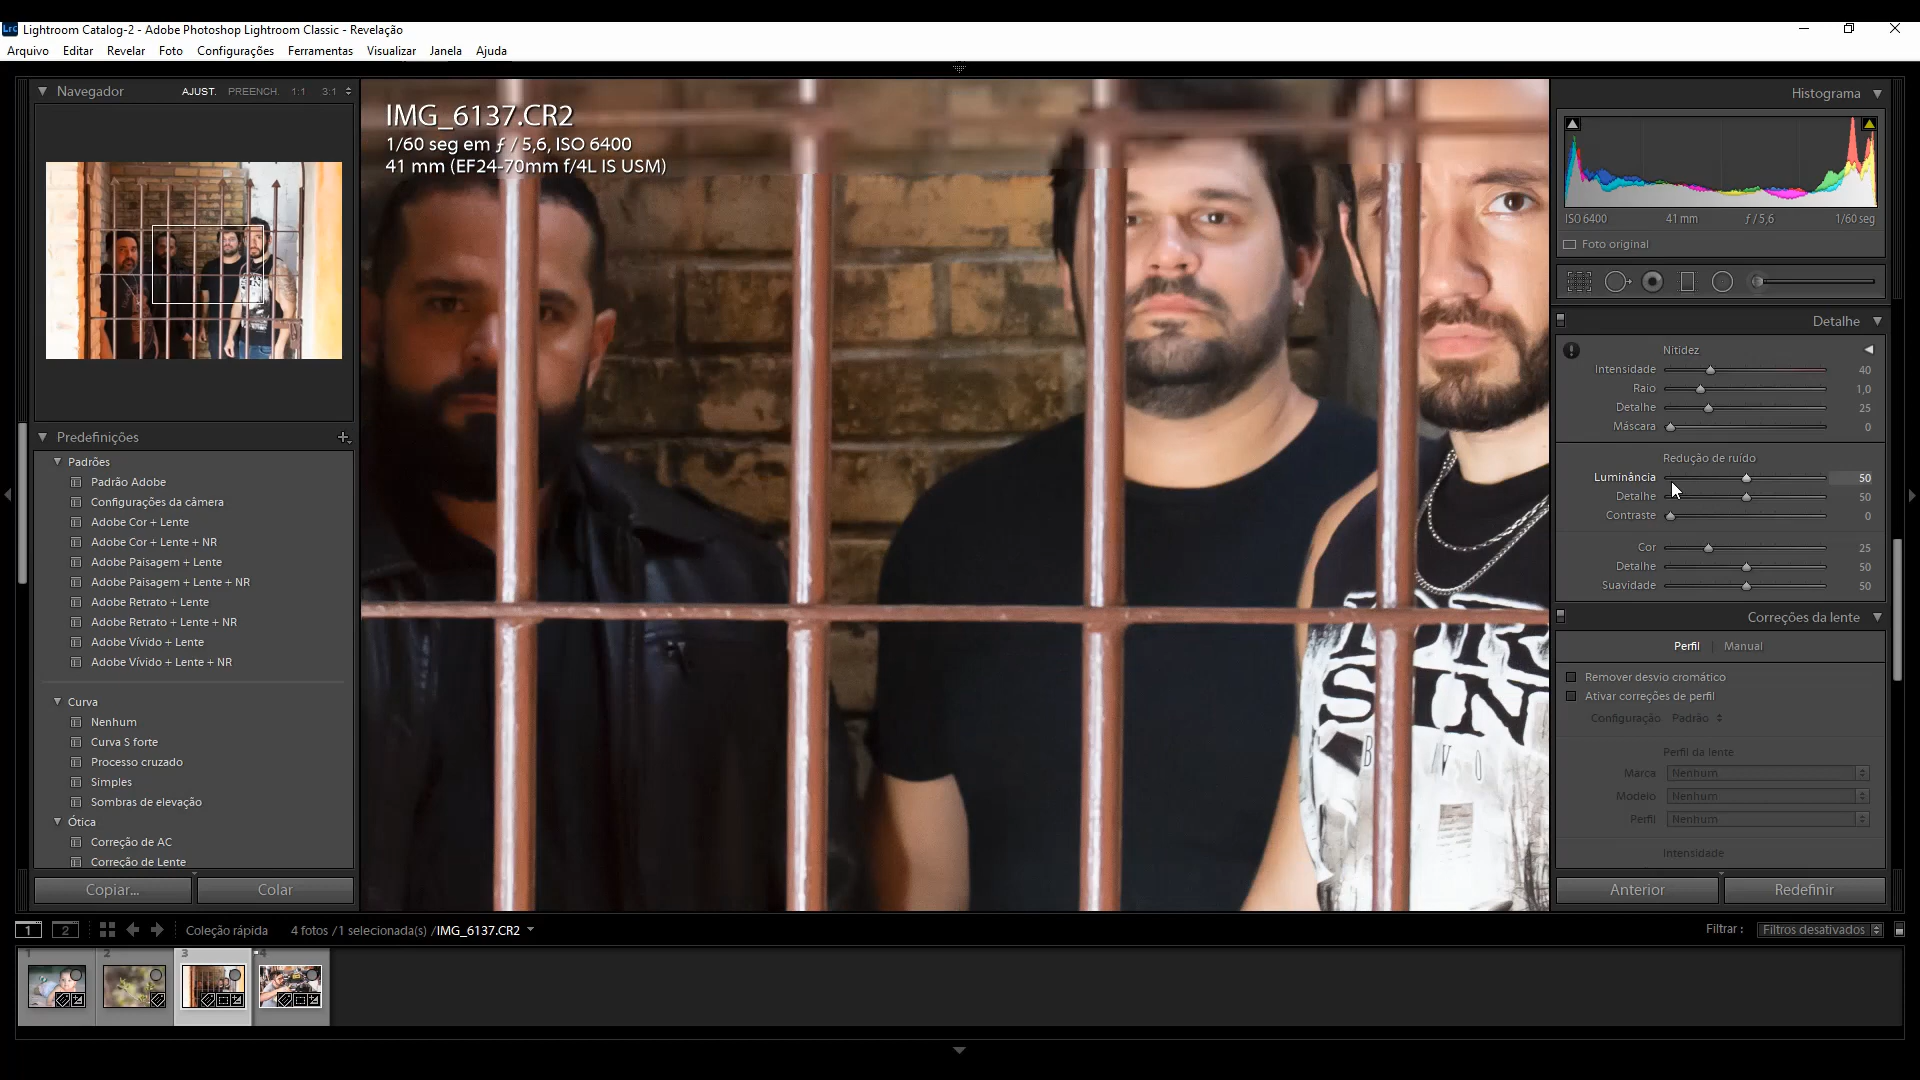 Lrc Lightroom Catalog-2 - Adobe Photoshop Lightroom Classic - Revelação
Arquivo Editar Revelar Foto Configurações Ferramentas Visualizar Janela Ajuda
Navegador AJUST. PREENCH. 1:1 3:1
Predefinições
Padrões
Padrão Adobe
Configurações da câmera
Adobe Cor + Lente
Adobe Cor + Lente + NR
Adobe Paisagem + Lente
Adobe Paisagem + Lente + NR
Adobe Retrato + Lente
Adobe Retrato + Lente + NR
Adobe Vívido + Lente
Adobe Vívido + Lente + NR
Curva
Nenhum
Curva S forte
Processo cruzado
Simples
Sombras de elevação
Ótica
Correção de AC
Correção de Lente
Copiar... Colar
IMG_6137.CR2
1/60 seg em ƒ / 5,6, ISO 6400
41 mm (EF24-70mm f/4L IS USM)
SIN
Histograma
ISO 6400 41 mm ƒ / 5,6 1/60 seg
Foto original
Detalhe
Nitidez
Intensidade 40
Raio 1,0
Detalhe 25
Máscara 0
Redução de ruído
Luminância 50
Detalhe 50
Contraste 0
Cor 25
Detalhe 50
Suavidade 50
Correções da lente
Perfil Manual
Remover desvio cromático
Ativar correções de perfil
Configuração Padrão
Perfil da lente
Marca Nenhum
Modelo Nenhum
Perfil Nenhum
Intensidade
Anterior Redefinir
1 2 Coleção rápida 4 fotos /1 selecionada(s) /IMG_6137.CR2 Filtrar : Filtros desativados
1 2 3 4